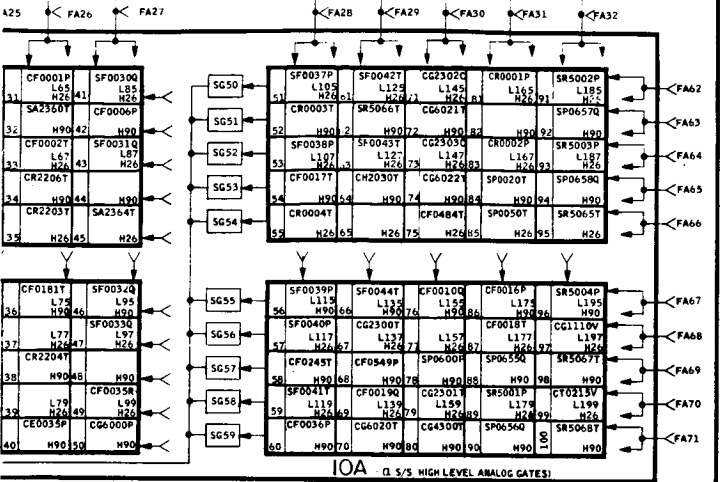 A25 FA26 FA27 FA28 FA29 FA30 FA31 FA32
CF0001P SF0030Q SF0037P SF0042T CG2302Q CR0001P SR5002P
L65 L85 SG50 L105 L125 L145 L165 L185 FA62
31 H26 41 H26 51 H26 61 H26 71 H26 81 H26 91
SA2360T CF0006P CR0003T SR5066T CG6021T SP0657Q
SG51 FA63
32 H90 42 H90 52 H90 H90 72 H90 82 H90 92 H90
CF0002T SF0031Q SF0038P SF0043T CG2303Q CR0002P SR5003P
L67 L87 SG52 L107 L127 L147 L167 L187 FA64
33 H26 43 H26 53 H26 H26 73 H26 83 H26 93 H26
CR2206T CF0017T CH2030T CG6022T SP0020T SP0658Q
SG53 FA65
34 H90 44 H90 54 H90 64 H90 74 H90 84 H90 94 H90
CR2203T SA2364T CR0004T CF0484T SP0050T SR5065T
SG54 FA66
35 H26 45 H26 55 H26 65 H26 75 H26 85 H26 95 H26
CF0181T SF0032Q SF0039P SF0044T CF0010Q CF0016P SR5004P
L75 L95 SG55 L115 L135 L155 L175 L195 FA67
36 H90 46 H90 56 H90 66 H90 76 H90 86 H90 96 H90
SF0033Q SF0040P CG2300T CF0018T CG1110V
L77 L97 SG56 L117 L137 L157 L177 L197 FA68
37 H26 47 H26 57 H26 67 H26 77 H26 87 H26 97 H26
CR2204T CF0245T CF0549P SP0600P SP0655Q SR5067T
SG57 FA69
38 H90 48 H90 58 H90 68 H90 78 H90 88 H90 98 H90
CF0035R SF0041T CF0019Q CG2301T SR5001P CT0215V
L79 L99 SG58 L119 L139 L159 L179 L199 FA70
39 H26 49 H26 59 H26 69 H26 79 H26 89 H26 99 H26
CE0035P CG6000P CF0036P CG6020T CG4300T SP0656Q SR5068T
SG59 FA71
40 H90 50 H90 60 H90 70 H90 80 H90 90 H90 100 H90
10A (1 S/S HIGH LEVEL ANALOG GATES)